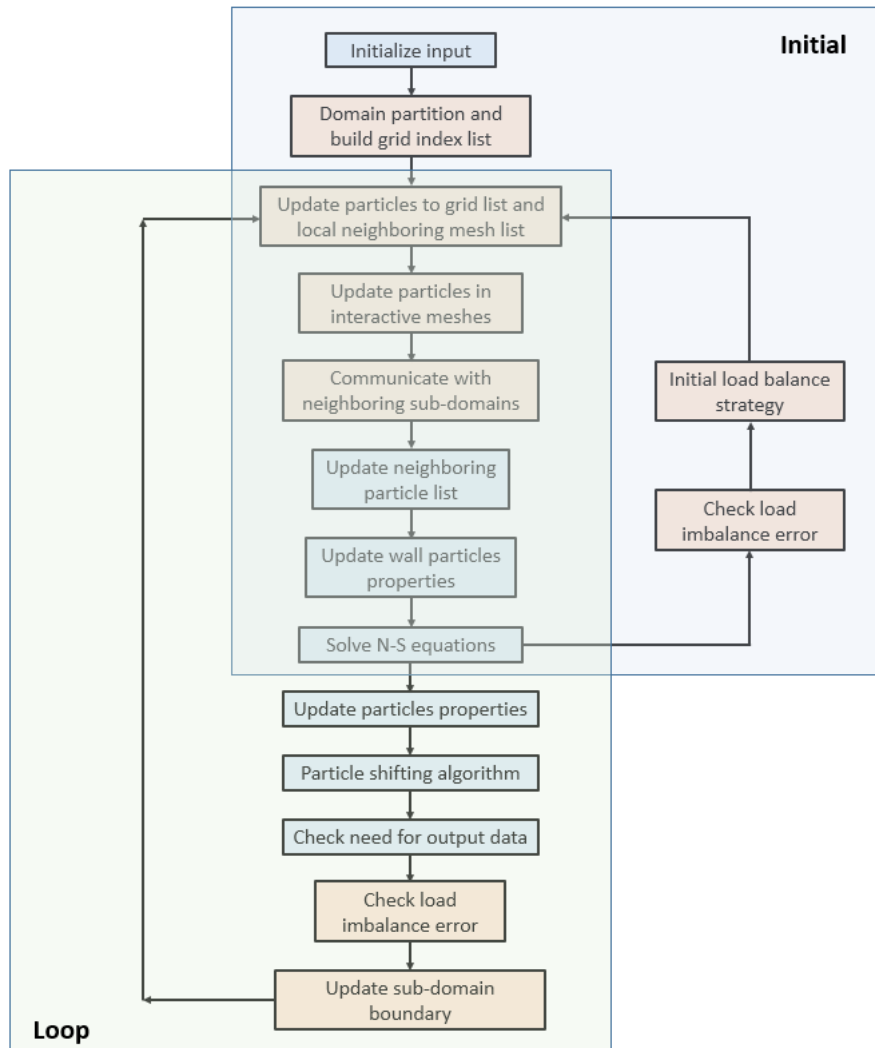 Initial
Initialize input
Domain partition and
build grid index list
Update particles to grid list and
local neighboring mesh list
Update particles in
interactive meshes
Communicate with
neighboring sub-domains
Initial load balance
strategy
Update neighboring
particle list
Check load
imbalance error
Update wall particles
properties
Solve N-S equations
Update particles properties
Particle shifting algorithm
Check need for output data
Check load
imbalance error
Update sub-domain
boundary
Loop